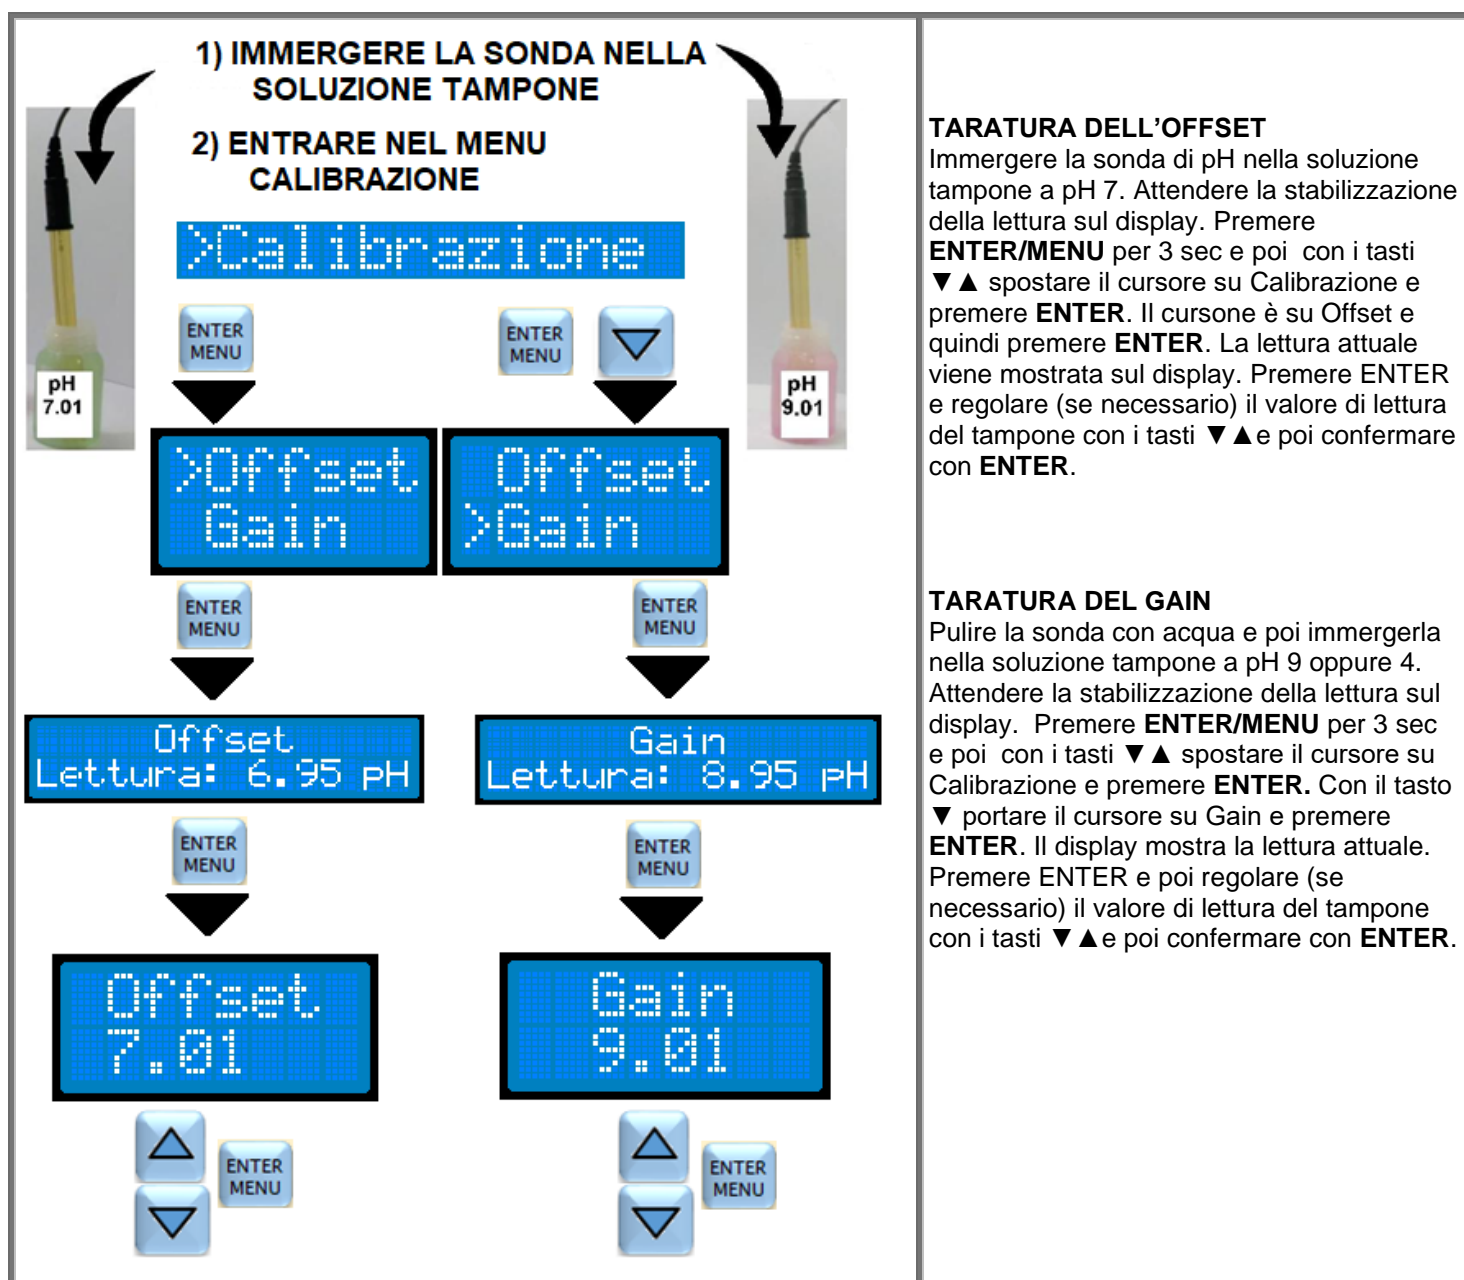 1) IMMERGERE LA SONDA NELLA
SOLUZIONE TAMPONE
2) ENTRARE NEL MENU
CALIBRAZIONE
>Calibrazione
ENTER
MENU
ENTER
MENU
pH
7.01
pH
9.01
>Offset
Gain
Offset
>Gain
ENTER
MENU
ENTER
MENU
Offset
Lettura: 6.95 pH
Gain
Lettura: 8.95 pH
ENTER
MENU
ENTER
MENU
Offset
7.01
Gain
9.01
ENTER
MENU
ENTER
MENU
TARATURA DELL’OFFSET
Immergere la sonda di pH nella soluzione
tampone a pH 7. Attendere la stabilizzazione
della lettura sul display. Premere
ENTER/MENU per 3 sec e poi con i tasti
▼▲ spostare il cursore su Calibrazione e
premere ENTER. Il cursone è su Offset e
quindi premere ENTER. La lettura attuale
viene mostrata sul display. Premere ENTER
e regolare (se necessario) il valore di lettura
del tampone con i tasti ▼▲e poi confermare
con ENTER.
TARATURA DEL GAIN
Pulire la sonda con acqua e poi immergerla
nella soluzione tampone a pH 9 oppure 4.
Attendere la stabilizzazione della lettura sul
display. Premere ENTER/MENU per 3 sec
e poi con i tasti ▼▲ spostare il cursore su
Calibrazione e premere ENTER. Con il tasto
▼ portare il cursore su Gain e premere
ENTER. Il display mostra la lettura attuale.
Premere ENTER e poi regolare (se
necessario) il valore di lettura del tampone
con i tasti ▼▲e poi confermare con ENTER.